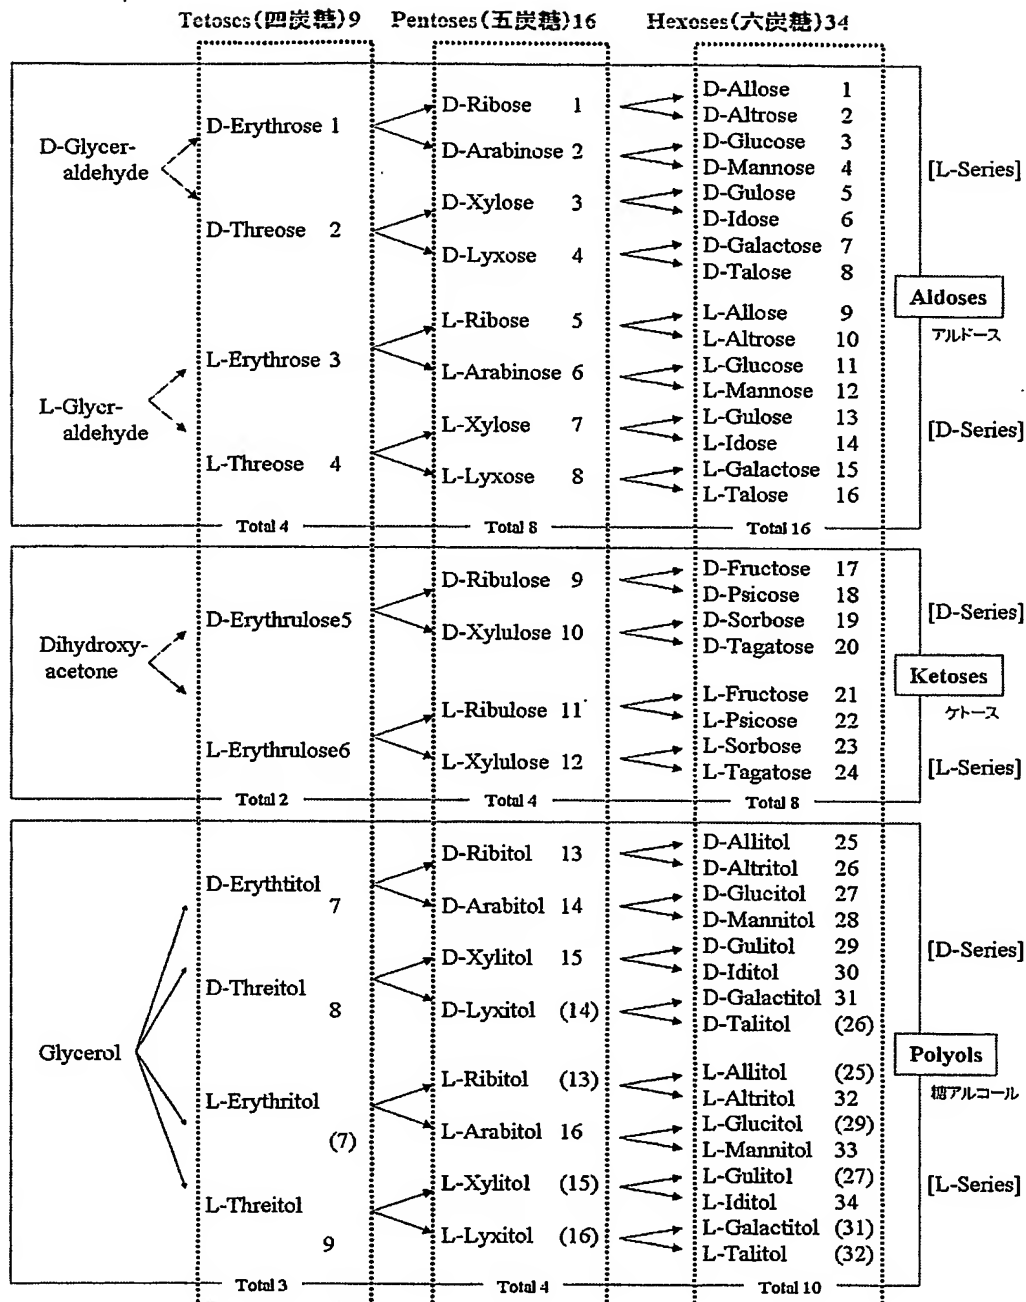 Tetoses(四炭糖)9 Pentoses(五炭糖)16 Hexoses(六炭糖)34
D-Glycer-
aldehyde
L-Glycer-
aldehyde
D-Erythrose 1
D-Threose 2
L-Erythrose 3
L-Threose 4
Total 4
D-Ribose 1
D-Arabinose 2
D-Xylose 3
D-Lyxose 4
L-Ribose 5
L-Arabinose 6
L-Xylose 7
L-Lyxose 8
Total 8
D-Allose 1
D-Altrose 2
D-Glucose 3
D-Mannose 4
D-Gulose 5
D-Idose 6
D-Galactose 7
D-Talose 8
L-Allose 9
L-Altrose 10
L-Glucose 11
L-Mannose 12
L-Gulose 13
L-Idose 14
L-Galactose 15
L-Talose 16
Total 16
[L-Series]
Aldoses
アルドース
[D-Series]
Dihydroxy-
acetone
D-Erythrulose5
L-Erythrulose6
Total 2
D-Ribulose 9
D-Xylulose 10
L-Ribulose 11
L-Xylulose 12
Total 4
D-Fructose 17
D-Psicose 18
D-Sorbose 19
D-Tagatose 20
L-Fructose 21
L-Psicose 22
L-Sorbose 23
L-Tagatose 24
Total 8
[D-Series]
Ketoses
ケトース
[L-Series]
Glycerol
D-Erythtitol
7
D-Threitol
8
L-Erythritol
(7)
L-Threitol
9
Total 3
D-Ribitol 13
D-Arabitol 14
D-Xylitol 15
D-Lyxitol (14)
L-Ribitol (13)
L-Arabitol 16
L-Xylitol (15)
L-Lyxitol (16)
Total 4
D-Allitol 25
D-Altritol 26
D-Glucitol 27
D-Mannitol 28
D-Gulitol 29
D-Iditol 30
D-Galactitol 31
D-Talitol (26)
L-Allitol (25)
L-Altritol 32
L-Glucitol (29)
L-Mannitol 33
L-Gulitol (27)
L-Iditol 34
L-Galactitol (31)
L-Talitol (32)
Total 10
[D-Series]
Polyols
糖アルコール
[L-Series]